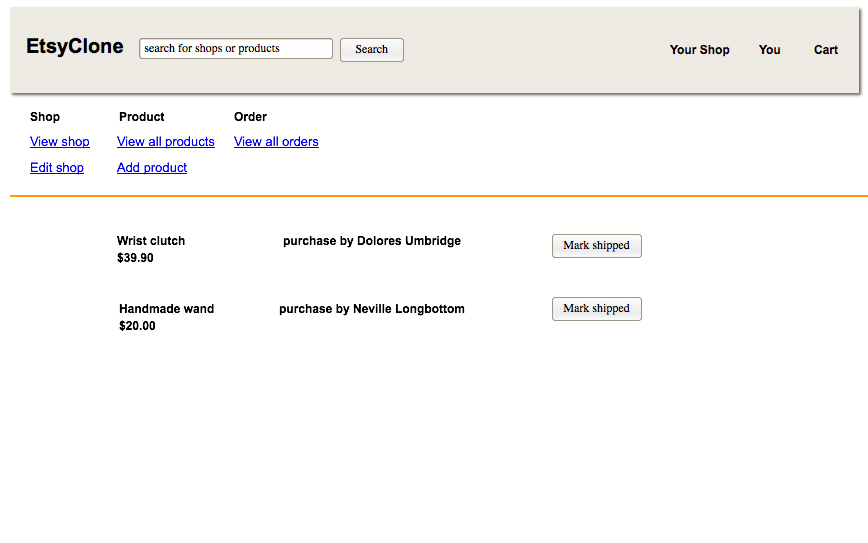 EtsyClone search for shops or products Search Your Shop You Cart
Shop Product Order
View shop View all products View all orders
Edit shop Add product
Wrist clutch purchase by Dolores Umbridge Mark shipped
$39.90
Handmade wand purchase by Neville Longbottom Mark shipped
$20.00